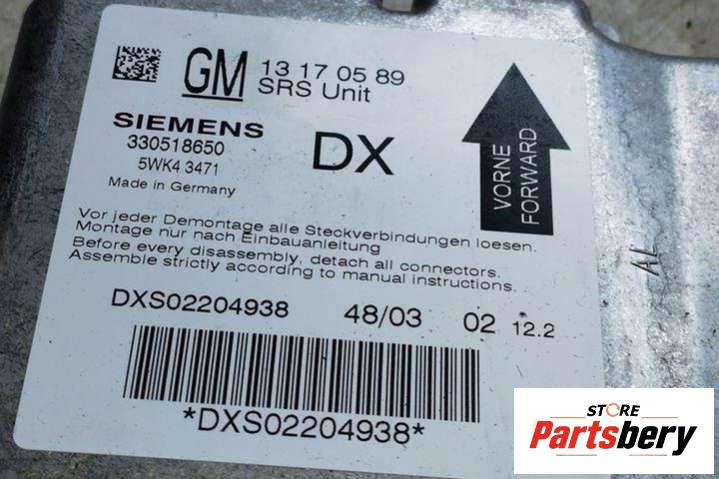 GM 13 17 05 89
SRS Unit
SIEMENS
330518650
5WK4 3471
Made in Germany
DX
VORNE
FORWARD
Vor jeder Demontage alle Steckverbindungen loesen.
Montage nur nach Einbauanleitung
Before every disassembly, detach all connectors.
Assemble strictly according to manual instructions.
DXS02204938 48/03 02 12.2
*DXS02204938*
AL
STORE
Partsbery